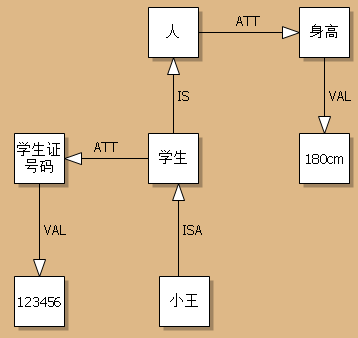 人
ATT
身高
IS
VAL
学生证
号码
ATT
学生
180cm
VAL
ISA
123456
小王